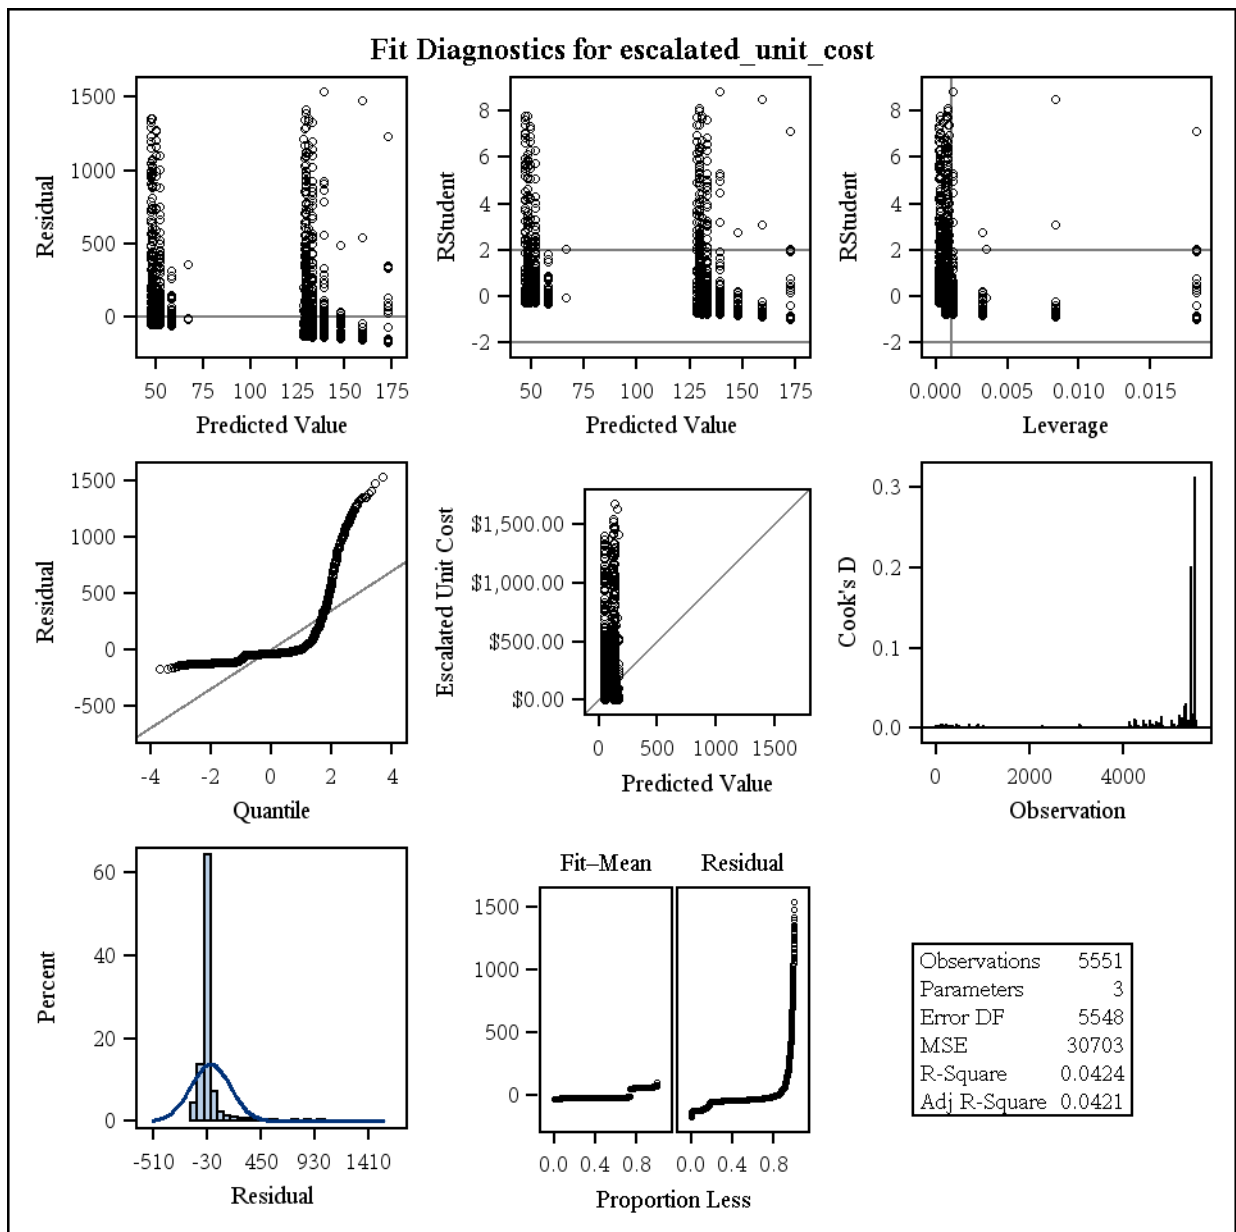 Fit Diagnostics for escalated_unit_cost
1500
1000
500
0
Residual
50 75 100 125 150 175
Predicted Value
8
6
4
2
0
-2
RStudent
50 75 100 125 150 175
Predicted Value
8
6
4
2
0
-2
RStudent
0.000 0.005 0.010 0.015
Leverage
1500
1000
500
0
-500
Residual
-4 -2 0 2 4
Quantile
$1,500.00
$1,000.00
$500.00
$0.00
Escalated Unit Cost
0 500 1000 1500
Predicted Value
0.3
0.2
0.1
0.0
Cook's D
0 2000 4000
Observation
60
40
20
0
Percent
-510 -30 450 930 1410
Residual
Fit–Mean Residual
1500
1000
500
0
0.0 0.4 0.8 0.0 0.4 0.8
Proportion Less
Observations 5551
Parameters 3
Error DF 5548
MSE 30703
R-Square 0.0424
Adj R-Square 0.0421